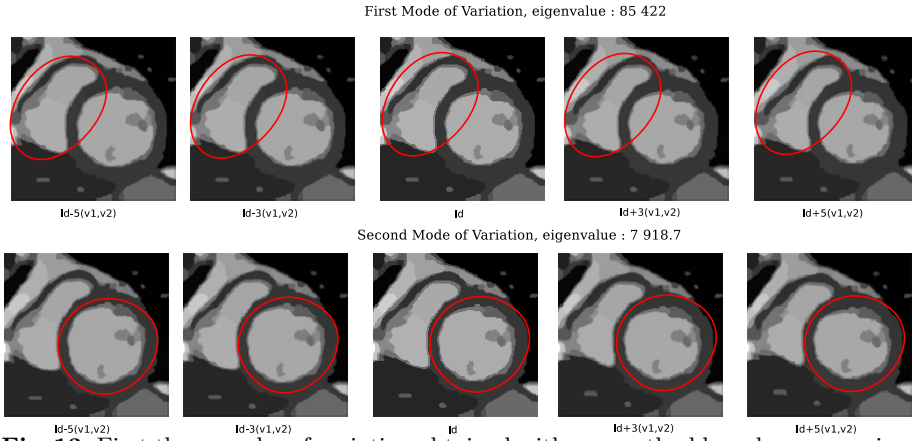 First Mode of Variation, eigenvalue : 85 422
Id-5(v1,v2) Id-3(v1,v2) Id Id+3(v1,v2) Id+5(v1,v2)
Second Mode of Variation, eigenvalue : 7 918.7
Id-5(v1,v2) Id-3(v1,v2) Id Id+3(v1,v2) Id+5(v1,v2)